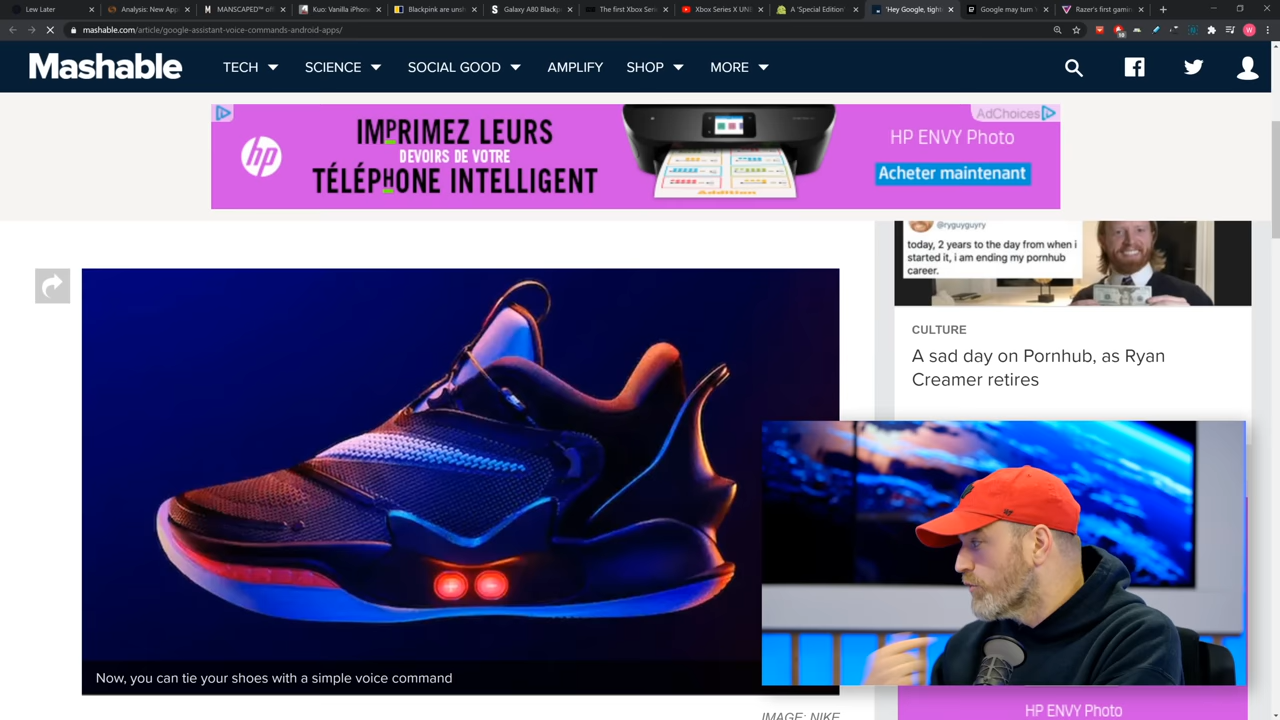 Lew Later
Analysis: New App
MANSCAPED™ off
Kuo: Vanilla iPhone
Blackpink are unst
Galaxy A80 Blackp
The first Xbox Seri
Xbox Series X UN
A 'Special Edition'
'Hey Google, tight
Google may turn
Razer's first gamin
mashable.com/article/google-assistant-voice-commands-android-apps/
Mashable
TECH
SCIENCE
SOCIAL GOOD
AMPLIFY
SHOP
MORE
hp
IMPRIMEZ LEURS
DEVOIRS DE VOTRE
TÉLÉPHONE INTELLIGENT
Addition
AdChoices
HP ENVY Photo
Acheter maintenant
@ryguyguyry
today, 2 years to the day from when i
started it, i am ending my pornhub
career.
CULTURE
A sad day on Pornhub, as Ryan
Creamer retires
Now, you can tie your shoes with a simple voice command
IMAGE: NIKE
HP ENVY Photo